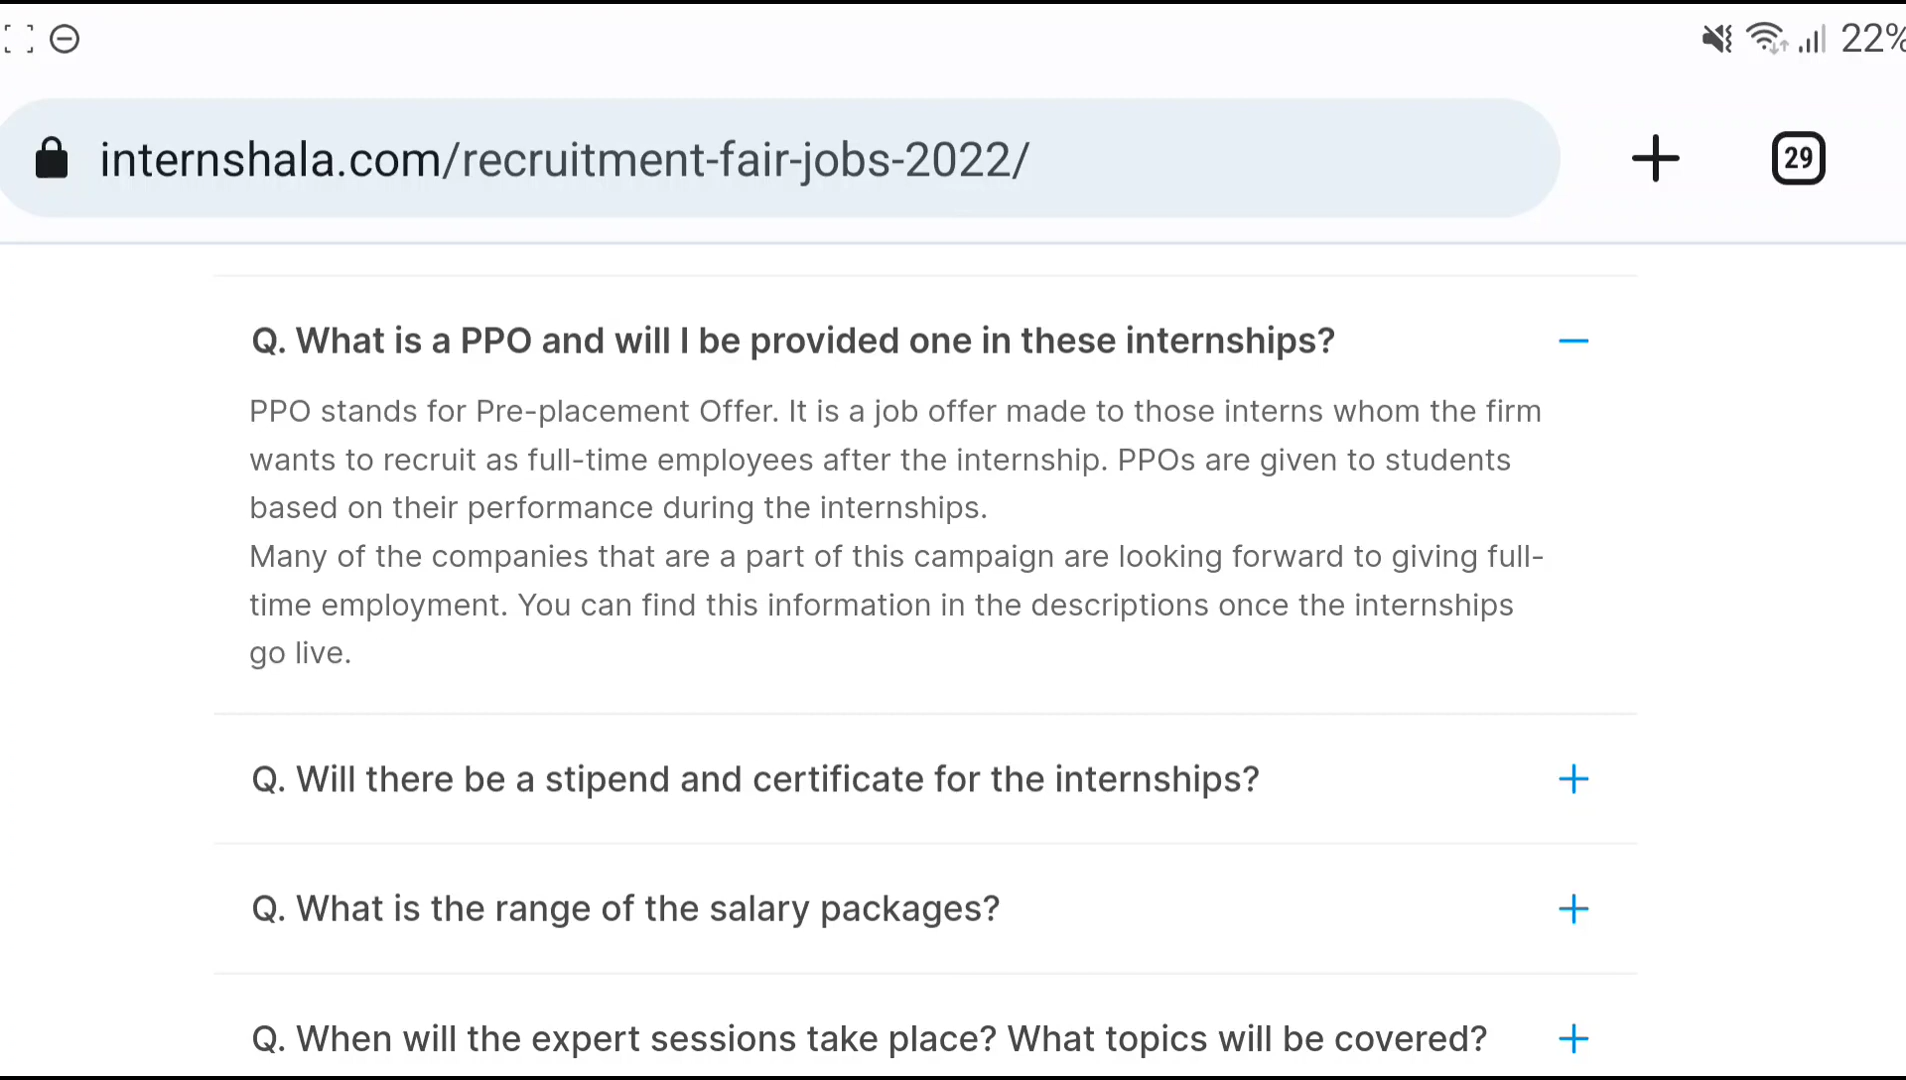 22%
internshala.com/recruitment-fair-jobs-2022/
29
Q. What is a PPO and will I be provided one in these internships?
PPO stands for Pre-placement Offer. It is a job offer made to those interns whom the firm
wants to recruit as full-time employees after the internship. PPOs are given to students
based on their performance during the internships.
Many of the companies that are a part of this campaign are looking forward to giving full-
time employment. You can find this information in the descriptions once the internships
go live.
Q. Will there be a stipend and certificate for the internships?
Q. What is the range of the salary packages?
Q. When will the expert sessions take place? What topics will be covered?